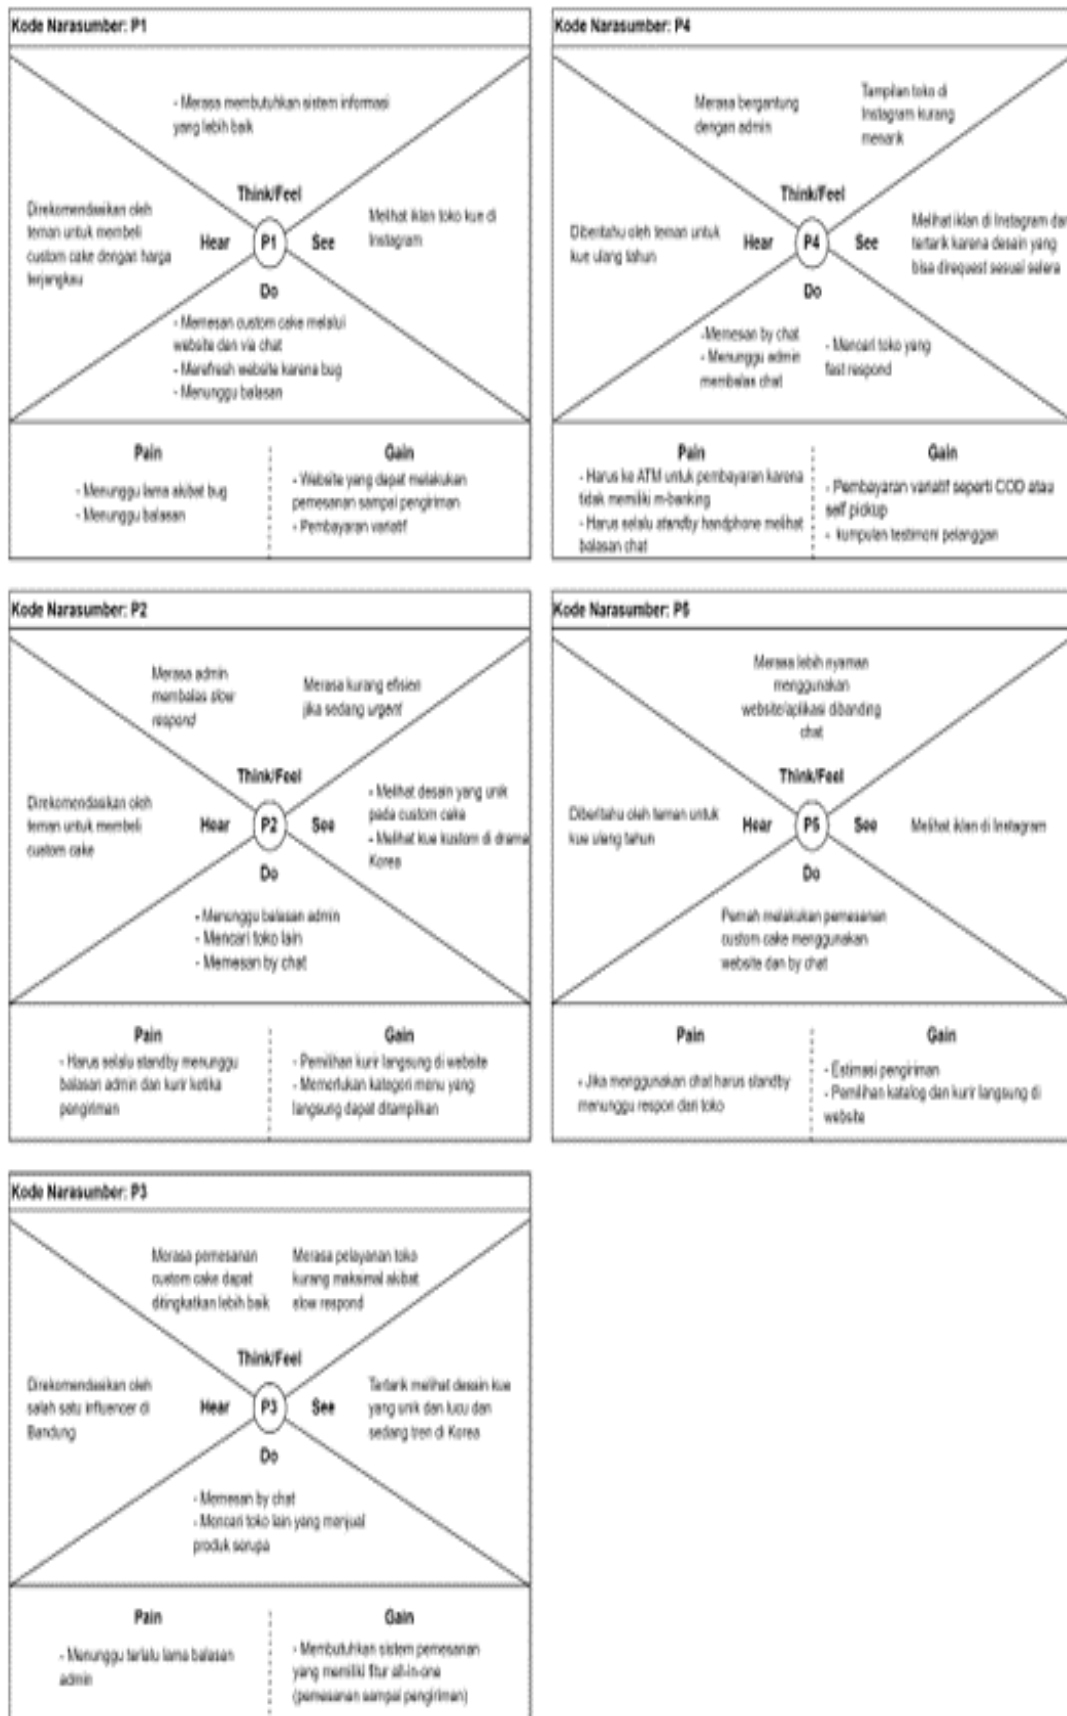 Kode Narasumber: P1
- Merasa membutuhkan sistem informasi
yang lebih baik
Think/Feel
Direkomendasikan oleh
teman untuk membeli
custom cake dengan harga
terjangkau
Hear
P1
See
Melihat iklan toko kue di
Instagram
Do
- Memesan custom cake melalui
website dan via chat
- Merefresh website karena bug
- Menunggu balasan
Pain
- Menunggu lama akibat bug
- Menunggu balasan
Gain
- Website yang dapat melakukan
pemesanan sampai pengiriman
- Pembayaran variatif
Kode Narasumber: P4
Merasa bergantung
dengan admin
Tampilan toko di
Instagram kurang
menarik
Think/Feel
Diberitahu oleh teman untuk
kue ulang tahun
Hear
P4
See
Melihat iklan di Instagram dan
tertarik karena desain yang
bisa direquest sesuai selera
Do
-Memesan by chat
- Menunggu admin
membalas chat
- Mencari toko yang
fast respond
Pain
- Harus ke ATM untuk pembayaran karena
tidak memiliki m-banking
- Harus selalu standby handphone melihat
balasan chat
Gain
- Pembayaran variatif seperti COD atau
self pickup
- kumpulan testimoni pelanggan
Kode Narasumber: P2
Merasa admin
membalas slow
respond
Merasa kurang efisien
jika sedang urgent
Think/Feel
Direkomendasikan oleh
teman untuk membeli
custom cake
Hear
P2
See
- Melihat desain yang unik
pada custom cake
- Melihat kue kustom di drama
Korea
Do
- Menunggu balasan admin
- Mencari toko lain
- Memesan by chat
Pain
- Harus selalu standby menunggu
balasan admin dan kurir ketika
pengiriman
Gain
- Pemilihan kurir langsung di website
- Memerlukan kategori menu yang
langsung dapat ditampilkan
Kode Narasumber: P5
Merasa lebih nyaman
menggunakan
website/aplikasi dibanding
chat
Think/Feel
Diberitahu oleh teman untuk
kue ulang tahun
Hear
P5
See
Melihat iklan di Instagram
Do
Pernah melakukan pemesanan
custom cake menggunakan
website dan by chat
Pain
- Jika menggunakan chat harus standby
menunggu respon dari toko
Gain
- Estimasi pengiriman
- Pemilihan katalog dan kurir langsung di
website
Kode Narasumber: P3
Merasa pemesanan
custom cake dapat
ditingkatkan lebih baik
Merasa pelayanan toko
kurang maksimal akibat
slow respond
Think/Feel
Direkomendasikan oleh
salah satu influencer di
Bandung
Hear
P3
See
Tertarik melihat desain kue
yang unik dan lucu dan
sedang tren di Korea
Do
- Memesan by chat
- Mencari toko lain yang menjual
produk serupa
Pain
- Menunggu terlalu lama balasan
admin
Gain
- Membutuhkan sistem pemesanan
yang memiliki fitur all-in-one
(pemesanan sampai pengiriman)